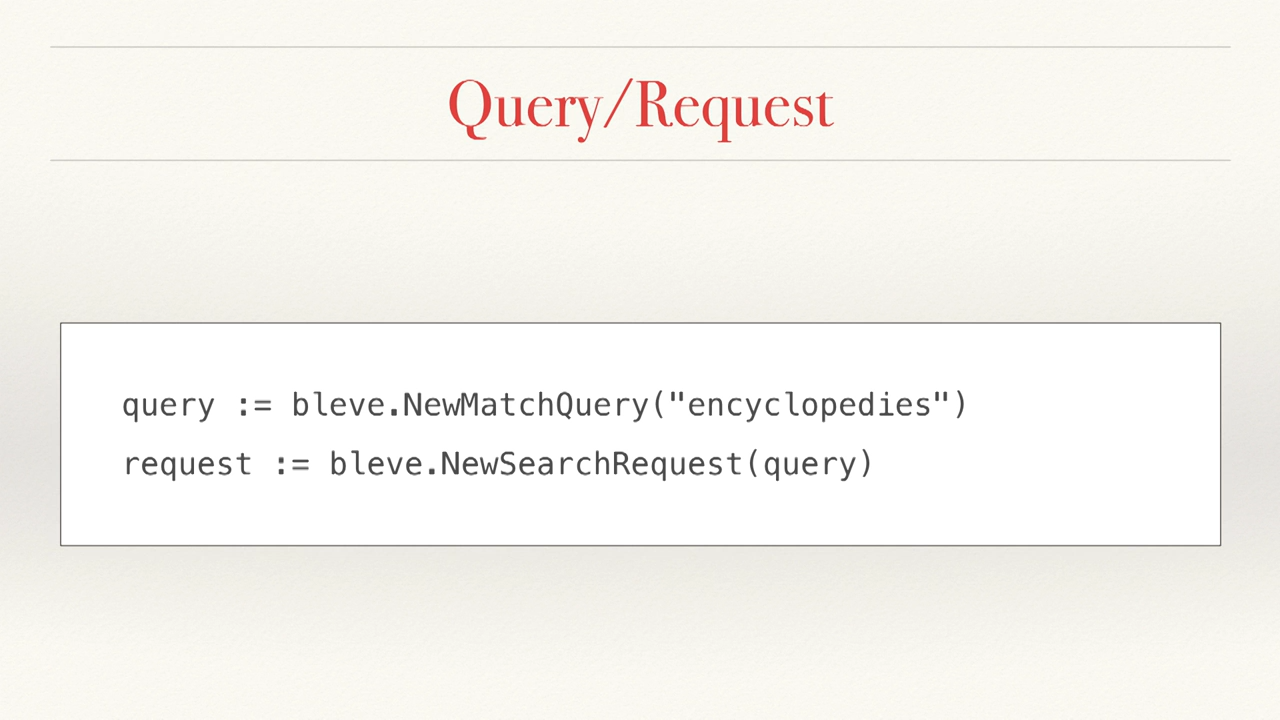 Query/Request
query := bleve.NewMatchQuery("encyclopedies")
request := bleve.NewSearchRequest(query)